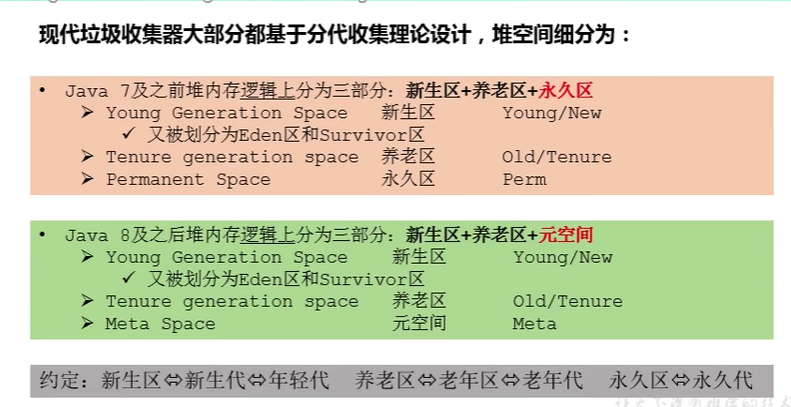 现代垃圾收集器大部分都基于分代收集理论设计，堆空间细分为：
• Java 7及之前堆内存逻辑上分为三部分：新生区+养老区+永久区
➢ Young Generation Space 新生区 Young/New
✓ 又被划分为Eden区和Survivor区
➢ Tenure generation space 养老区 Old/Tenure
➢ Permanent Space 永久区 Perm
• Java 8及之后堆内存逻辑上分为三部分：新生区+养老区+元空间
➢ Young Generation Space 新生区 Young/New
✓ 又被划分为Eden区和Survivor区
➢ Tenure generation space 养老区 Old/Tenure
➢ Meta Space 元空间 Meta
约定：新生区⇔新生代⇔年轻代 养老区⇔老年区⇔老年代 永久区⇔永久代